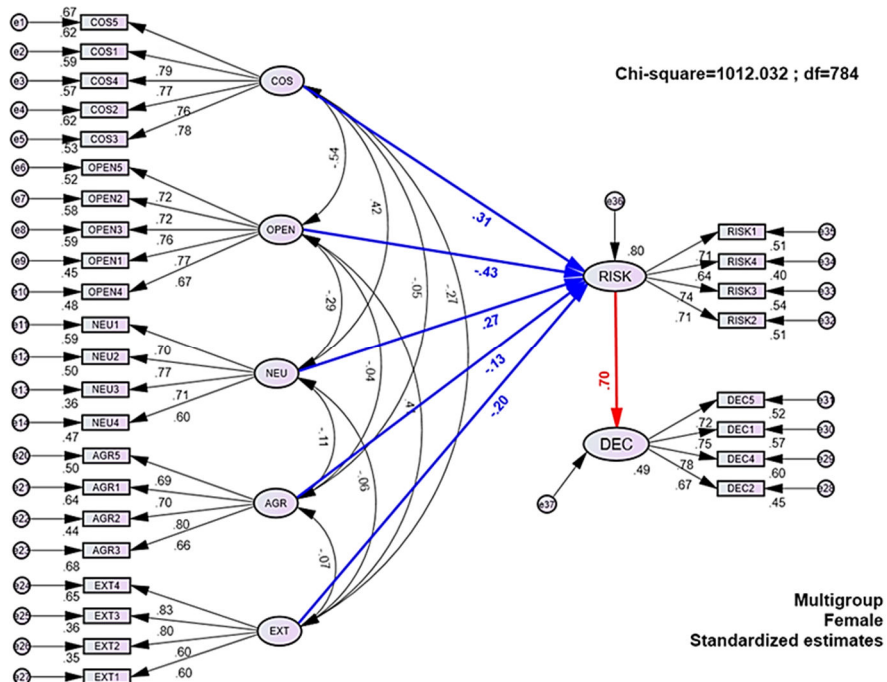 e1 .67 COS5
e2 .62 COS1
e3 .59 COS4 .79
e4 .57 COS2 .77
e5 .62 COS3 .76
.53 .78
COS
Chi-square=1012.032 ; df=784
e6 OPEN5
e7 .52 OPEN2 .72
e8 .58 OPEN3 .72
e9 .59 OPEN1 .76
e10 .45 OPEN4 .77
.48 .67
OPEN
e11 NEU1
e12 .59 NEU2 .70
e13 .50 NEU3 .77
e14 .36 NEU4 .71
.47 .60
NEU
e20 AGR5
e21 .50 AGR1 .69
e22 .64 AGR2 .70
e23 .44 AGR3 .80
.68 .66
AGR
e24 EXT4
e25 .65 EXT3 .83
e26 .36 EXT2 .80
.35 EXT1 .60
.60
EXT
-.54
.42
-.05
-.27
-.29
-.04
-.11
-.06
-.07
.31
-.43
.27
-.13
-.20
e36
.80
RISK
RISK1 e35
.71 .51
RISK4 e34
.64 .40
RISK3 e33
.74 .54
RISK2 e32
.71 .51
.70
DEC
.49
e37
DEC5 e31
.72 .52
DEC1 e30
.75 .57
DEC4 e29
.78 .60
DEC2 e28
.67 .45
Multigroup
Female
Standardized estimates